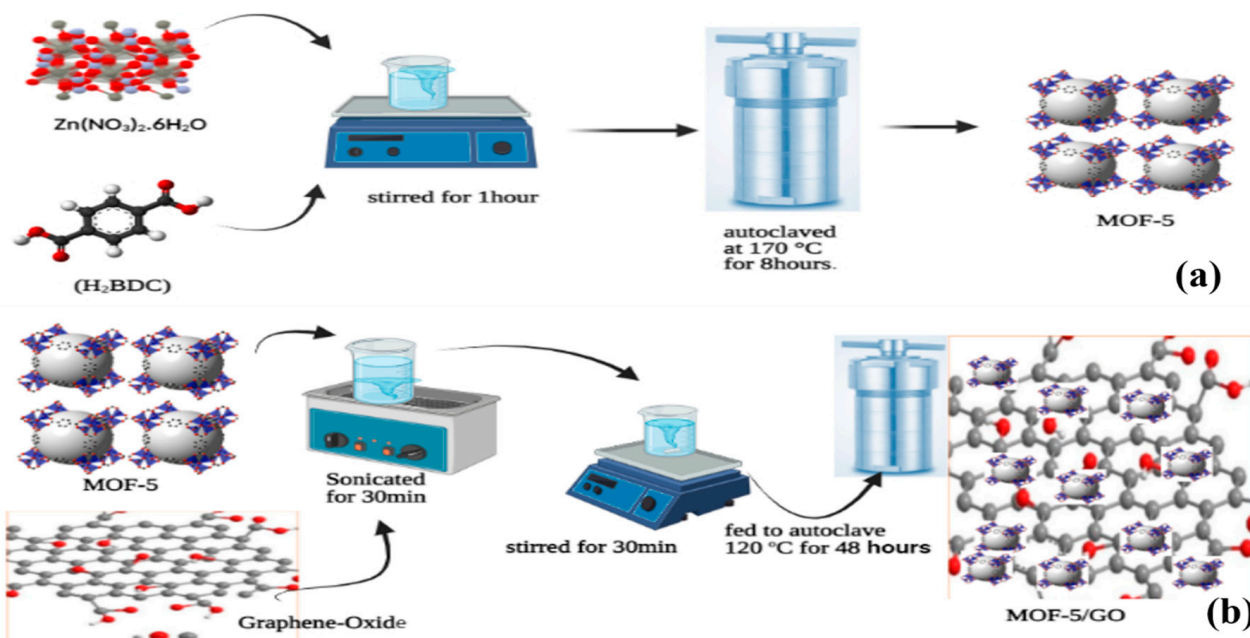 Zn(NO₃)₂.6H₂O
stirred for 1hour
(H₂BDC)
autoclaved
at 170 °C
for 8hours.
MOF-5
(a)
MOF-5
Sonicated
for 30min
Graphene-Oxide
stirred for 30min
fed to autoclave
120 °C for 48 hours
MOF-5/GO
(b)